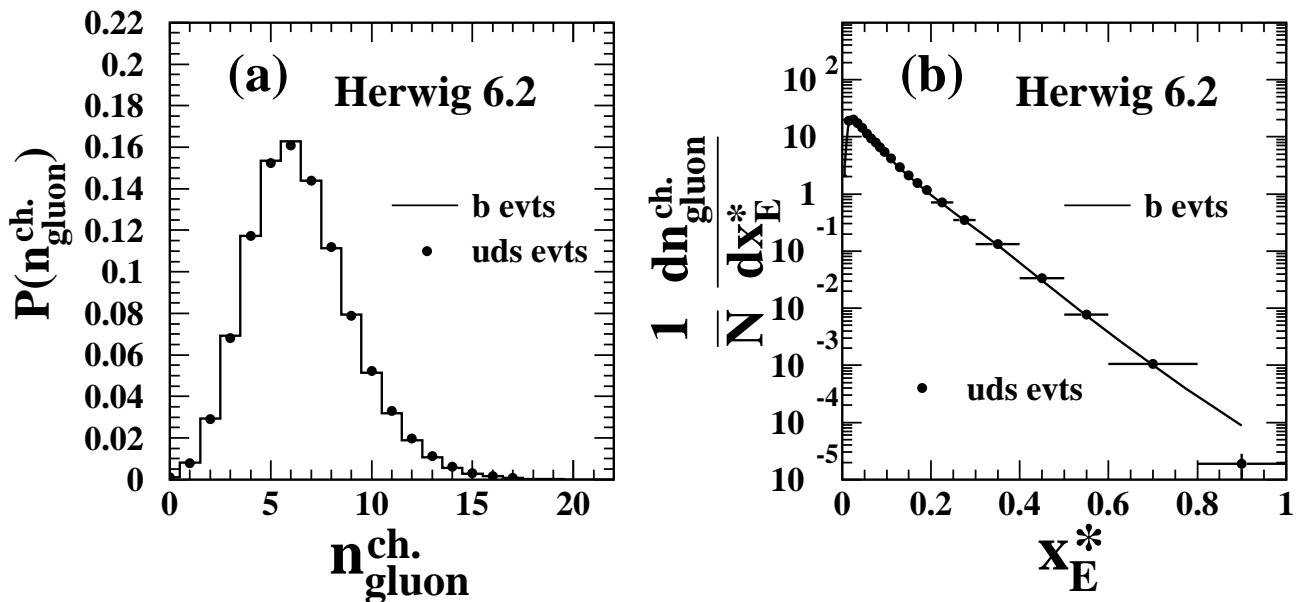 (a)
Herwig 6.2
b evts
uds evts
P(n^ch._gluon)
0.22
0.2
0.18
0.16
0.14
0.12
0.1
0.08
0.06
0.04
0.02
0
0 5 10 15 20
n^ch._gluon
(b)
Herwig 6.2
b evts
uds evts
1 dn^ch._gluon
N dx*_E
10^2
10
1
10^-1
10^-2
10^-3
10^-4
10^-5
0 0.2 0.4 0.6 0.8 1
x*_E